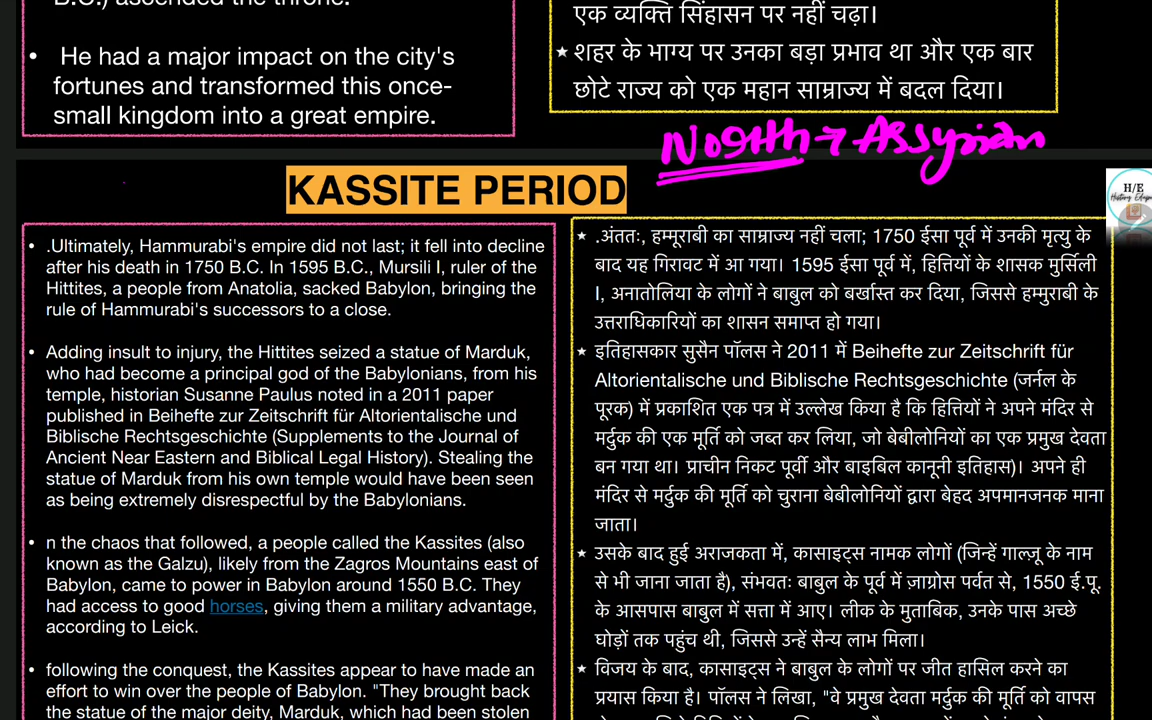 B.C.) ascended the throne.
• He had a major impact on the city's
fortunes and transformed this once-
small kingdom into a great empire.
एक व्यक्ति सिंहासन पर नहीं चढ़ा।
★ शहर के भाग्य पर उनका बड़ा प्रभाव था और एक बार
छोटे राज्य को एक महान साम्राज्य में बदल दिया।
North → Assyrian
KASSITE PERIOD
H/E
• .Ultimately, Hammurabi's empire did not last; it fell into decline
after his death in 1750 B.C. In 1595 B.C., Mursili I, ruler of the
Hittites, a people from Anatolia, sacked Babylon, bringing the
rule of Hammurabi's successors to a close.
• Adding insult to injury, the Hittites seized a statue of Marduk,
who had become a principal god of the Babylonians, from his
temple, historian Susanne Paulus noted in a 2011 paper
published in Beihefte zur Zeitschrift für Altorientalische und
Biblische Rechtsgeschichte (Supplements to the Journal of
Ancient Near Eastern and Biblical Legal History). Stealing the
statue of Marduk from his own temple would have been seen
as being extremely disrespectful by the Babylonians.
• n the chaos that followed, a people called the Kassites (also
known as the Galzu), likely from the Zagros Mountains east of
Babylon, came to power in Babylon around 1550 B.C. They
had access to good horses, giving them a military advantage,
according to Leick.
• following the conquest, the Kassites appear to have made an
effort to win over the people of Babylon. "They brought back
the statue of the major deity, Marduk, which had been stolen
★ .अंततः, हम्मूराबी का साम्राज्य नहीं चला; 1750 ईसा पूर्व में उनकी मृत्यु के
बाद यह गिरावट में आ गया। 1595 ईसा पूर्व में, हित्तियों के शासक मुर्सिली
I, अनातोलिया के लोगों ने बाबुल को बर्खास्त कर दिया, जिससे हम्मुराबी के
उत्तराधिकारियों का शासन समाप्त हो गया।
★ इतिहासकार सुसैन पॉलस ने 2011 में Beihefte zur Zeitschrift für
Altorientalische und Biblische Rechtsgeschichte (जर्नल के
पूरक) में प्रकाशित एक पत्र में उल्लेख किया है कि हित्तियों ने अपने मंदिर से
मर्दुक की एक मूर्ति को जब्त कर लिया, जो बेबीलोनियों का एक प्रमुख देवता
बन गया था। प्राचीन निकट पूर्वी और बाइबिल कानूनी इतिहास)। अपने ही
मंदिर से मर्दुक की मूर्ति को चुराना बेबीलोनियों द्वारा बेहद अपमानजनक माना
जाता।
★ उसके बाद हुई अराजकता में, कासाइट्स नामक लोगों (जिन्हें गाल्ज़ू के नाम
से भी जाना जाता है), संभवतः बाबुल के पूर्व में ज़ाग्रोस पर्वत से, 1550 ई.पू.
के आसपास बाबुल में सत्ता में आए। लीक के मुताबिक, उनके पास अच्छे
घोड़ों तक पहुंच थी, जिससे उन्हें सैन्य लाभ मिला।
★ विजय के बाद, कासाइट्स ने बाबुल के लोगों पर जीत हासिल करने का
प्रयास किया है। पॉलस ने लिखा, "वे प्रमुख देवता मर्दुक की मूर्ति को वापस